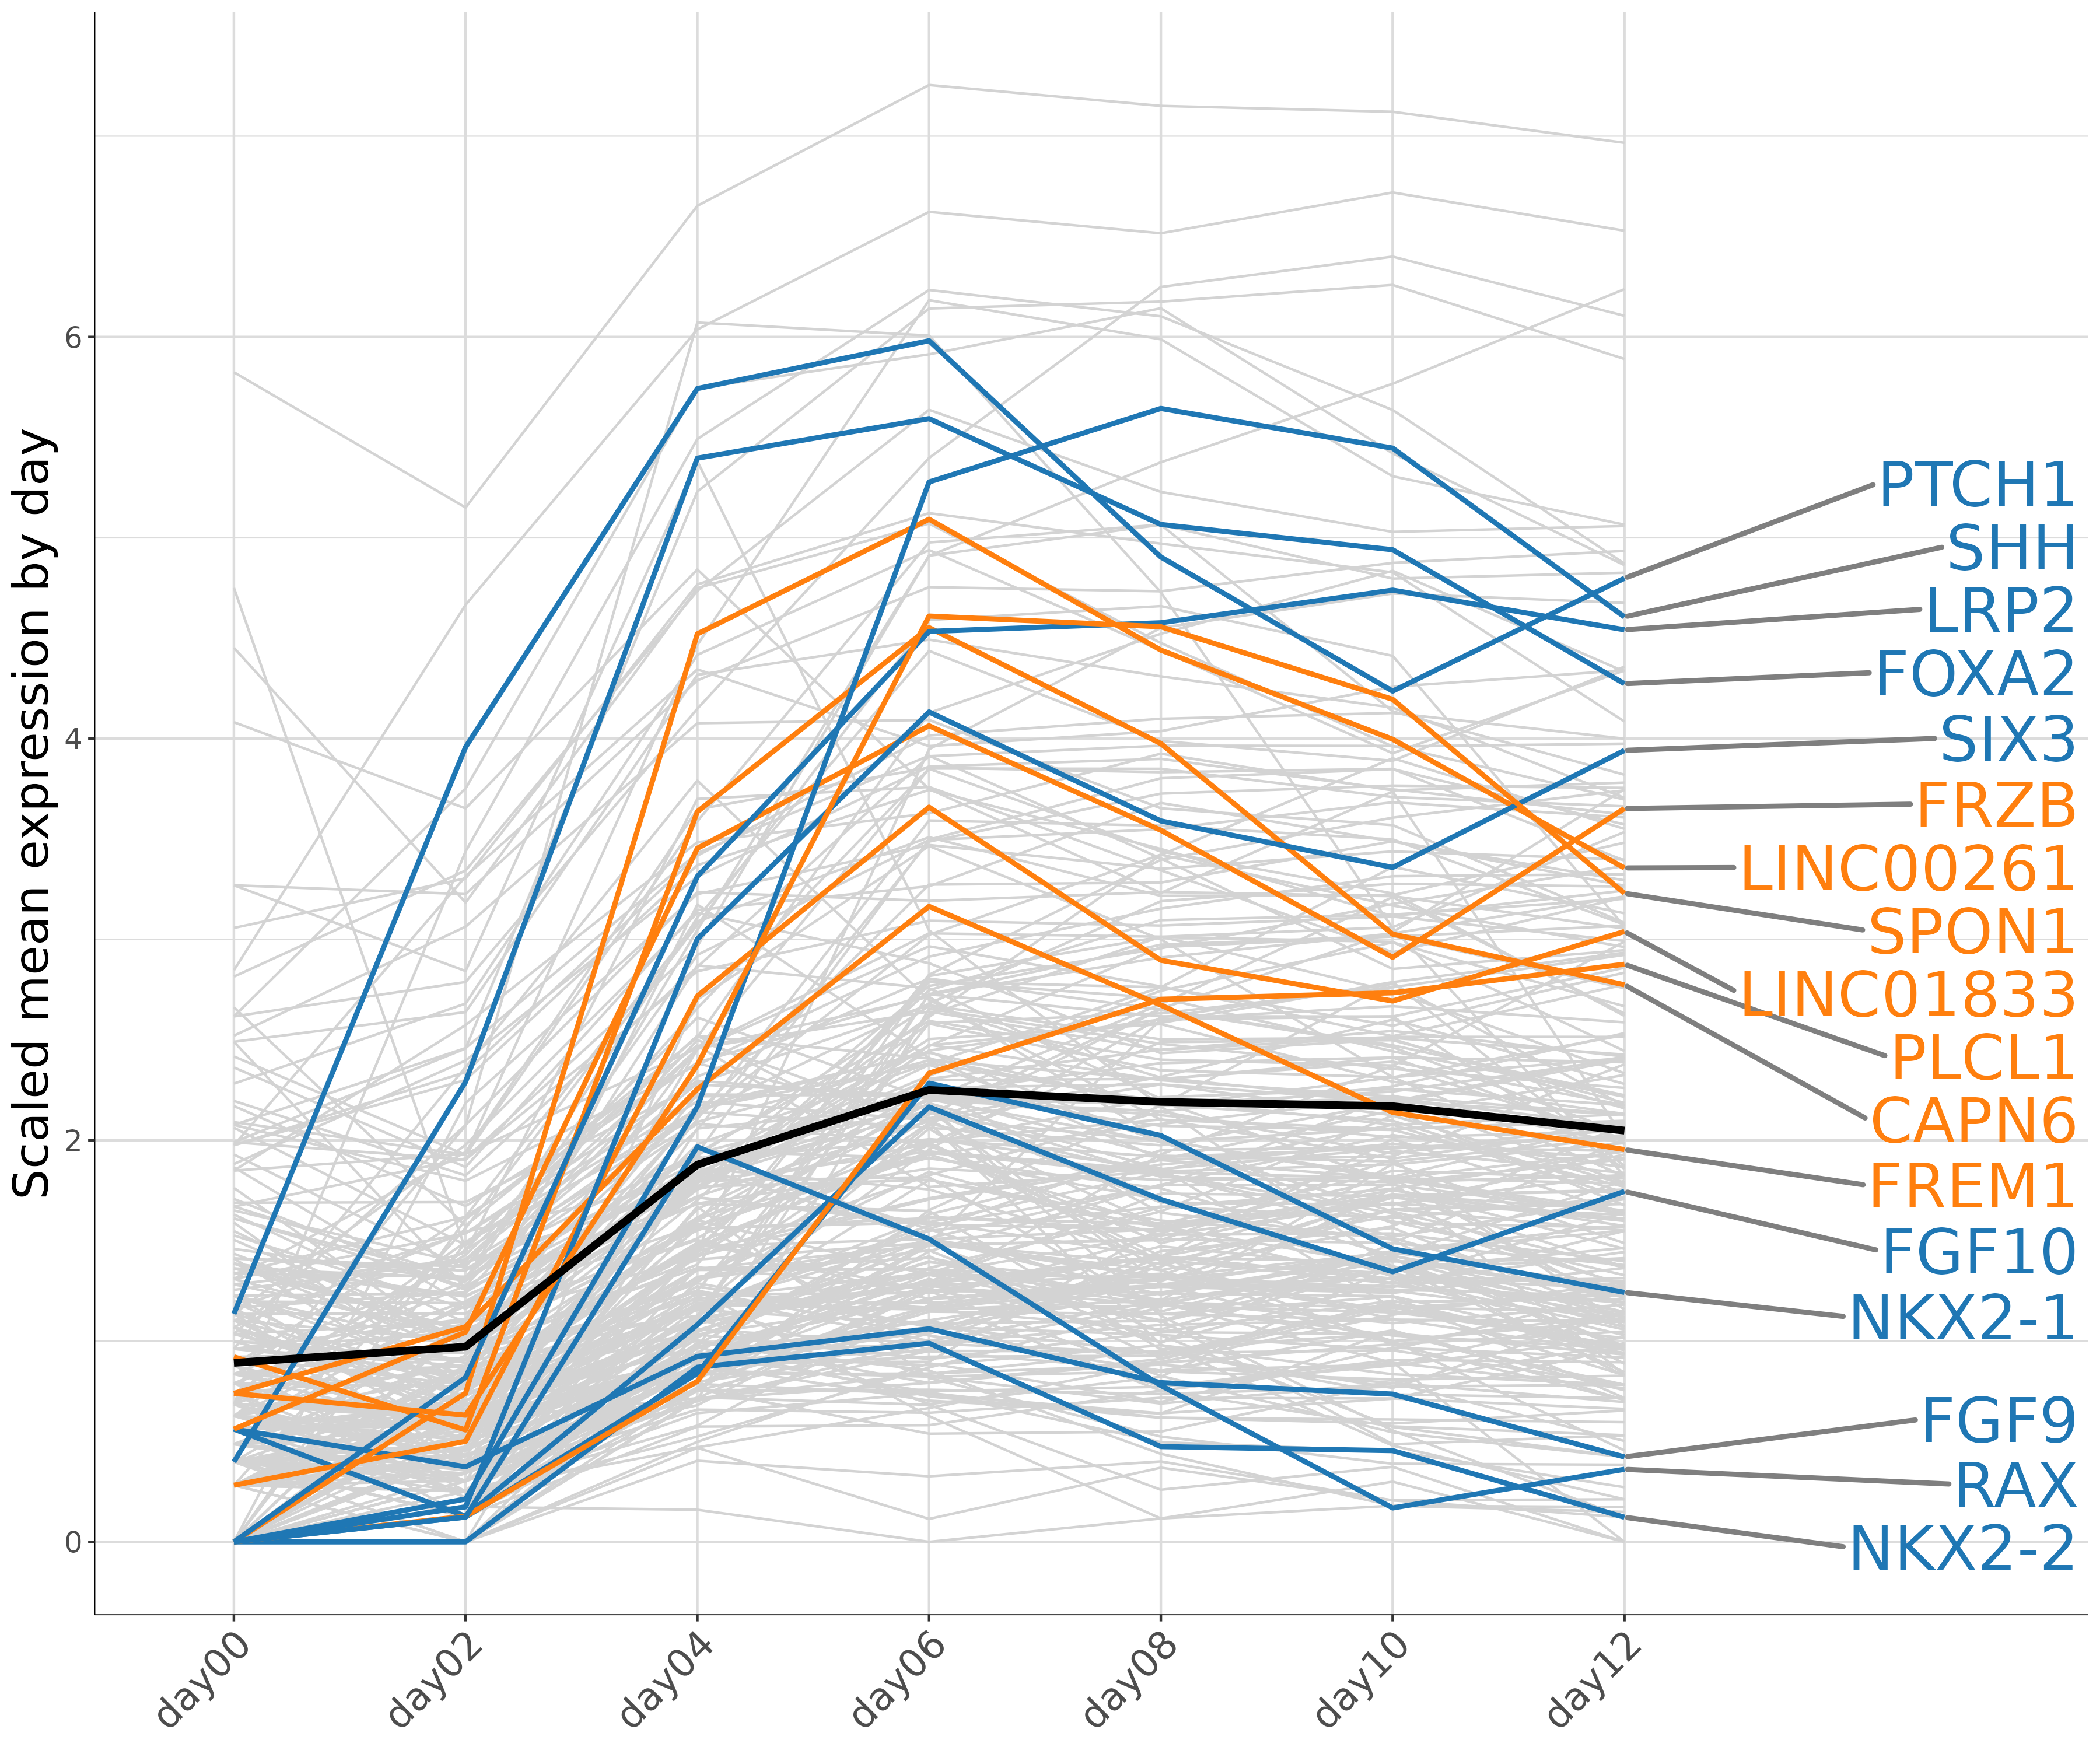 Scaled mean expression by day
6
4
2
0
day00
day02
day04
day06
day08
day10
day12
PTCH1
SHH
LRP2
FOXA2
SIX3
FRZB
LINC00261
SPON1
LINC01833
PLCL1
CAPN6
FREM1
FGF10
NKX2-1
FGF9
RAX
NKX2-2